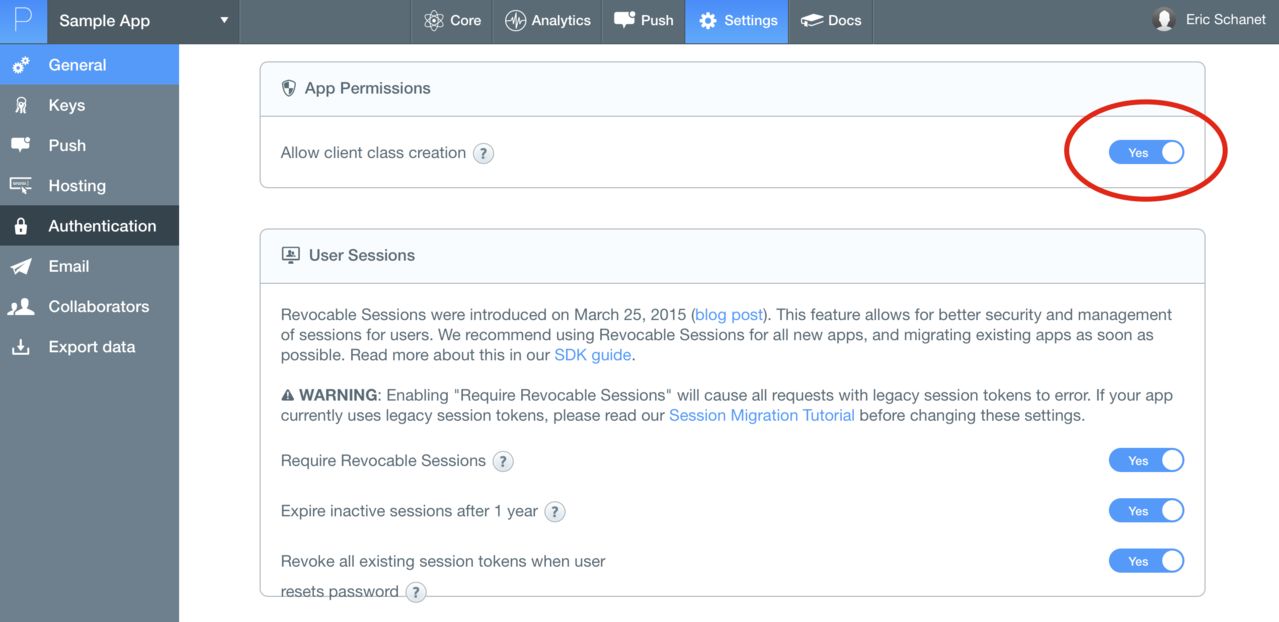 P
Sample App
Core
Analytics
Push
Settings
Docs
Eric Schanet
General
Keys
Push
Hosting
Authentication
Email
Collaborators
Export data
App Permissions
Allow client class creation ?
Yes
User Sessions
Revocable Sessions were introduced on March 25, 2015 (blog post). This feature allows for better security and management
of sessions for users. We recommend using Revocable Sessions for all new apps, and migrating existing apps as soon as
possible. Read more about this in our SDK guide.
WARNING: Enabling "Require Revocable Sessions" will cause all requests with legacy session tokens to error. If your app
currently uses legacy session tokens, please read our Session Migration Tutorial before changing these settings.
Require Revocable Sessions ?
Yes
Expire inactive sessions after 1 year ?
Yes
Revoke all existing session tokens when user
resets password ?
Yes